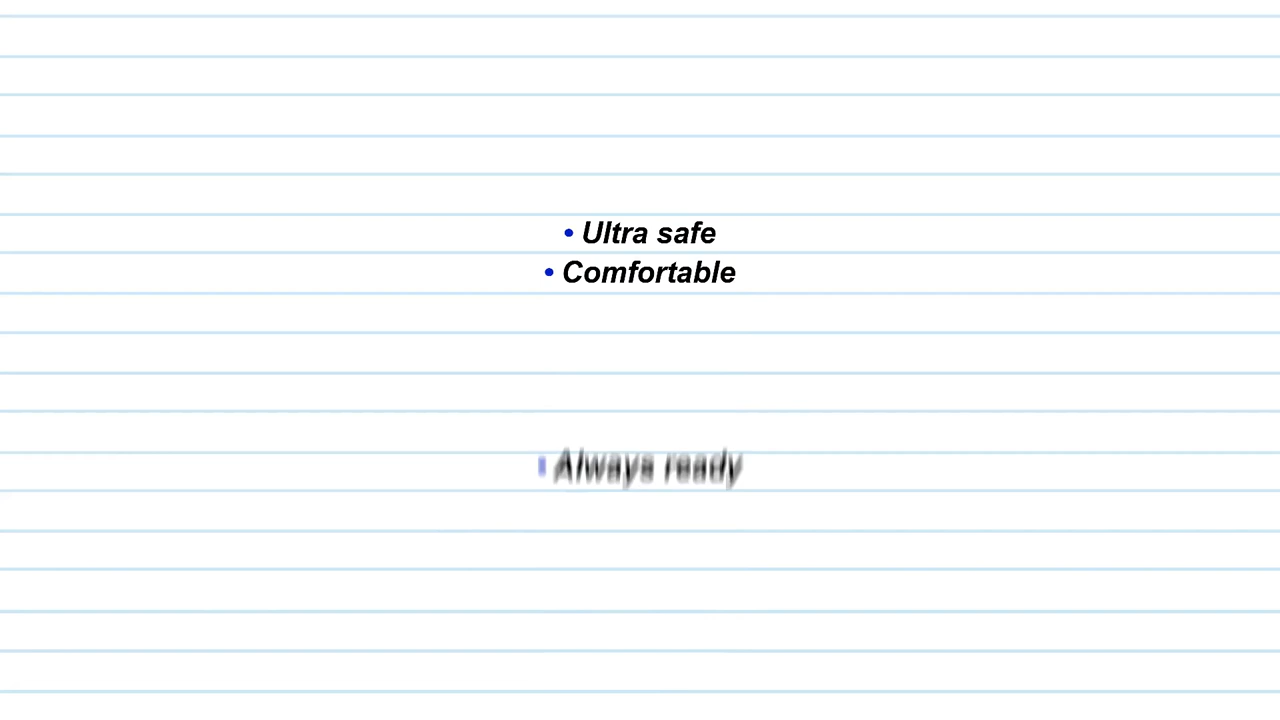 • Ultra safe
• Comfortable
• Always ready